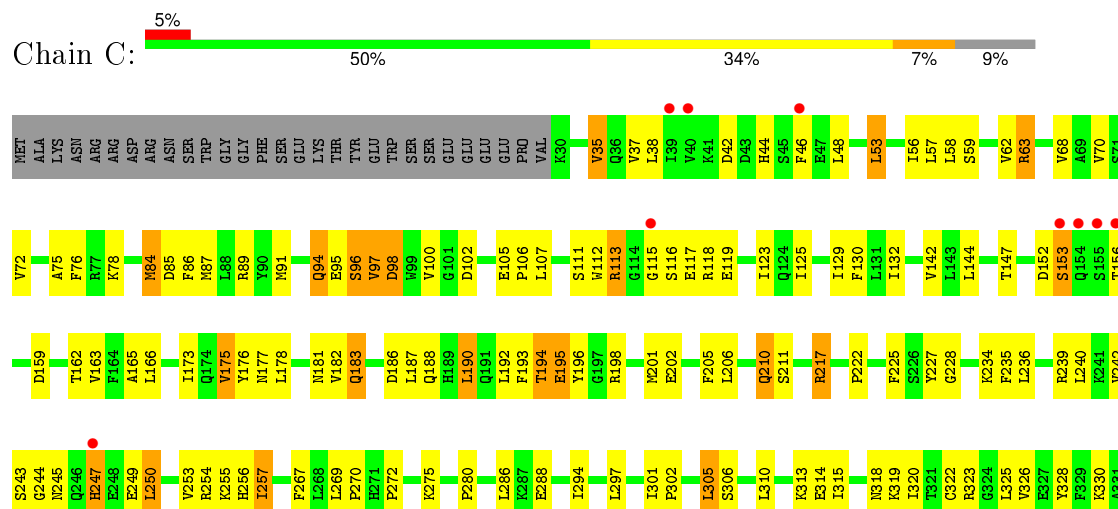 5%
Chain C:
50% 34% 7% 9%
MET ALA LYS ASN ARG ARG ASP ARG ASN SER TRP GLY GLY PHE SER GLU LYS THR TYR GLU TRP SER SER GLU GLU GLU GLU PRO VAL K30 V35 Q36 V37 L38 I39 V40 K41 D42 D43 H44 S45 F46 E47 L48 L53 I56 L57 L58 S59 V62 R63 V68 A69 V70 S71
V72 A75 F76 R77 K78 M84 D85 F86 M87 L88 R89 Y90 M91 Q94 E95 S96 V97 D98 W99 V100 G101 D102 E105 P106 L107 S111 W112 R113 G114 G115 S116 E117 R118 E119 I123 Q124 I125 I129 F130 L131 I132 V142 L143 L144 T147 D152 S153 Q154 S155 T156
D159 T162 V163 F164 A165 L166 I173 Q174 V175 Y176 N177 L178 N181 V182 Q183 D186 L187 Q188 H189 L190 Q191 L192 F193 T194 E195 Y196 G197 R198 M201 E202 F205 L206 Q210 S211 R217 P222 F225 S226 Y227 G228 K234 F235 L236 R239 L240 K241 V242
S243 G244 N245 Q246 H247 E248 E249 L250 V253 R254 K255 H256 I257 F267 L268 L269 P270 H271 P272 K275 P280 L286 K287 E288 I294 L297 I301 P302 L305 S306 L310 K313 E314 I315 N318 K319 I320 T321 C322 R323 G324 L325 V326 E327 Y328 F329 K330 A331